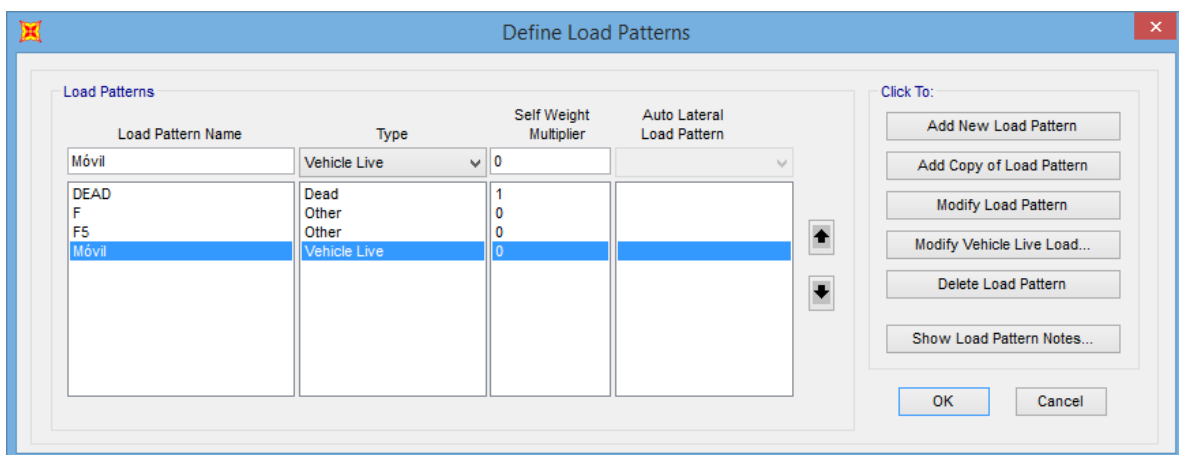 Define Load Patterns
Load Patterns
Load Pattern Name
Type
Self Weight
Multiplier
Auto Lateral
Load Pattern
Móvil
Vehicle Live
0
DEAD Dead 1
F Other 0
F5 Other 0
Móvil Vehicle Live 0
Click To:
Add New Load Pattern
Add Copy of Load Pattern
Modify Load Pattern
Modify Vehicle Live Load...
Delete Load Pattern
Show Load Pattern Notes...
OK
Cancel